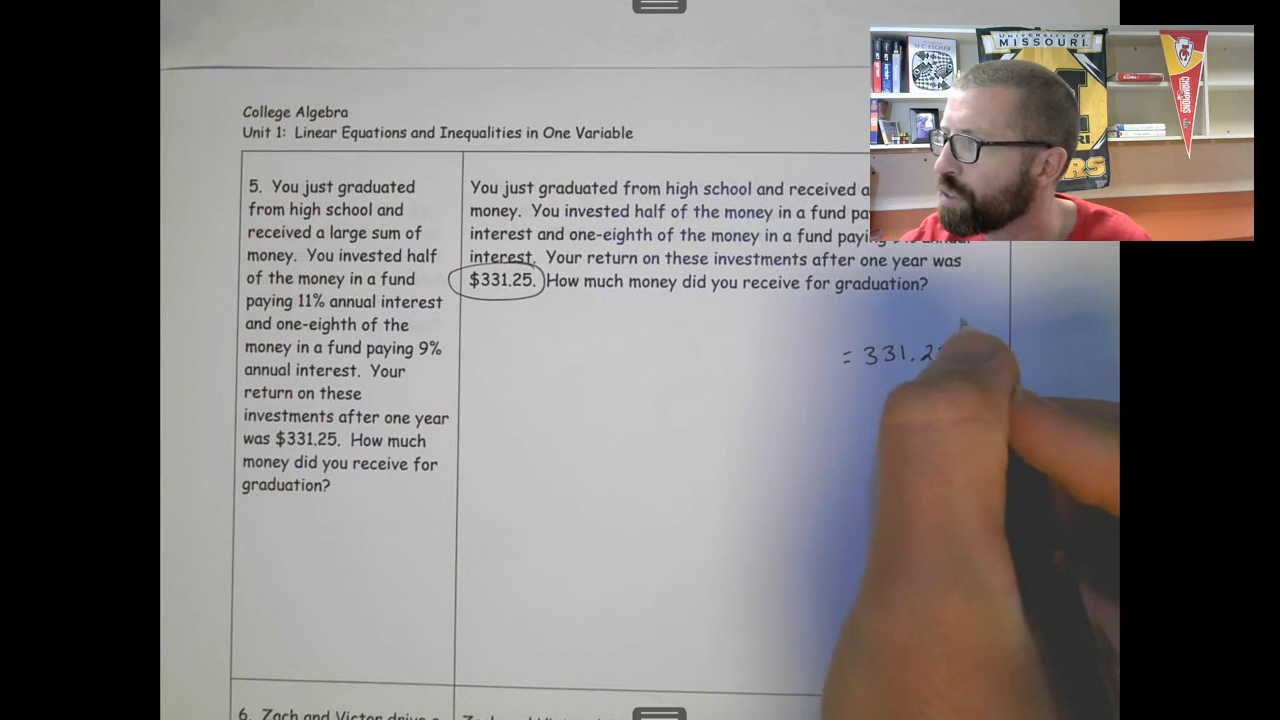 College Algebra
Unit 1: Linear Equations and Inequalities in One Variable
5. You just graduated
from high school and
received a large sum of
money. You invested half
of the money in a fund
paying 11% annual interest
and one-eighth of the
money in a fund paying 9%
annual interest. Your
return on these
investments after one year
was $331.25. How much
money did you receive for
graduation?
You just graduated from high school and received a
money. You invested half of the money in a fund pa
interest and one-eighth of the money in a fund paying
interest. Your return on these investments after one year was
$331.25. How much money did you receive for graduation?
= 331.2
6. Zach and Victor drive a
UNIVERSITY OF
MISSOURI
M.C. ESCHER
CHAMPIONS
KC